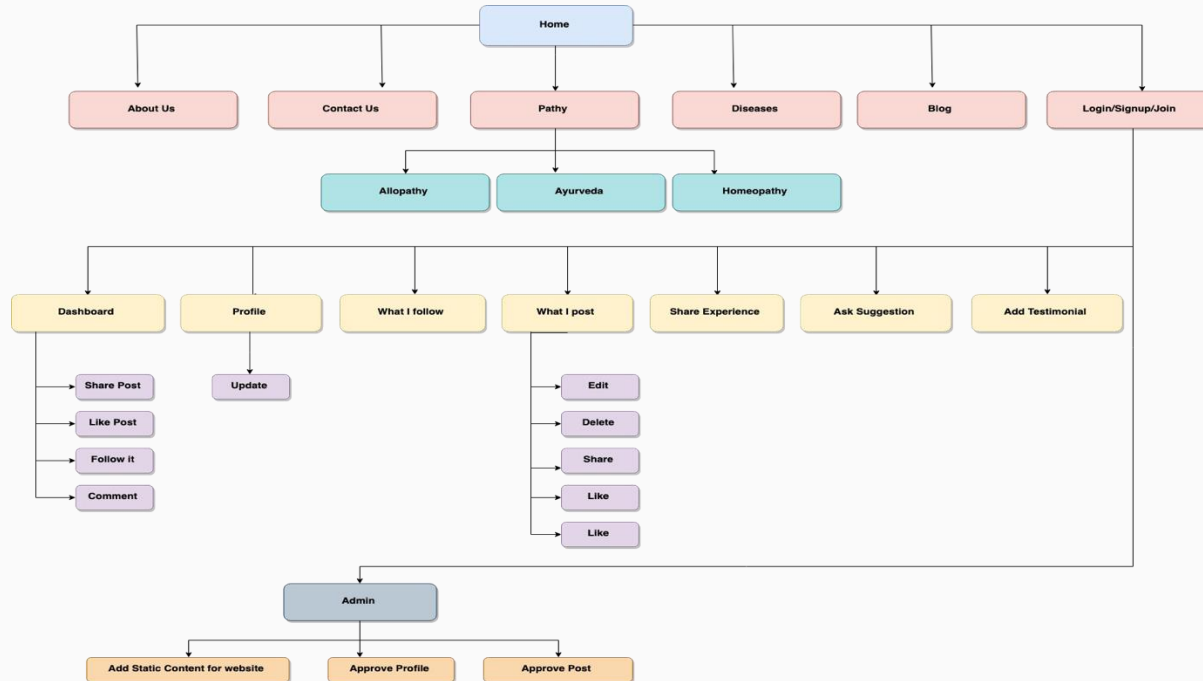 Home
About Us
Contact Us
Pathy
Diseases
Blog
Login/Signup/Join
Allopathy
Ayurveda
Homeopathy
Dashboard
Profile
What I follow
What I post
Share Experience
Ask Suggestion
Add Testimonial
Share Post
Like Post
Follow it
Comment
Update
Edit
Delete
Share
Like
Like
Admin
Add Static Content for website
Approve Profile
Approve Post